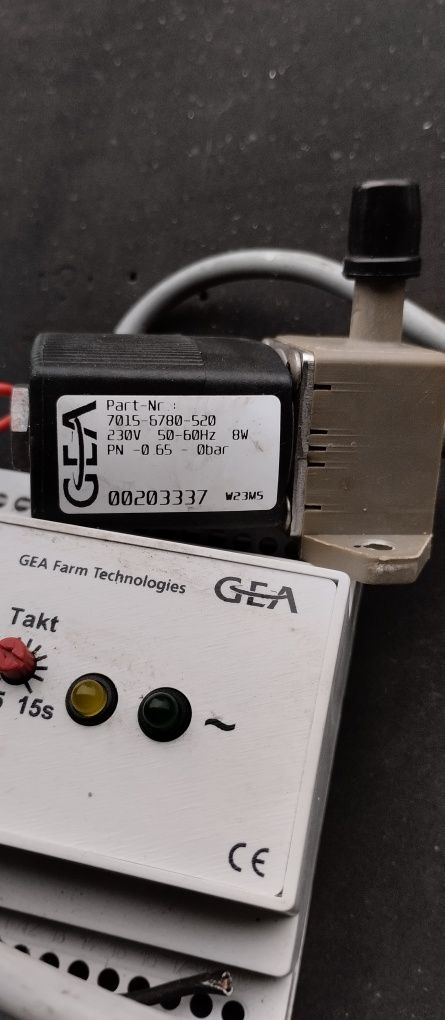 GEA
Part-Nr.:
7015-6780-520
230V 50-60Hz 8W
PN -0.65 - 0bar
00203337 W23MS
GEA Farm Technologies GEA
Takt
15s
~
CE